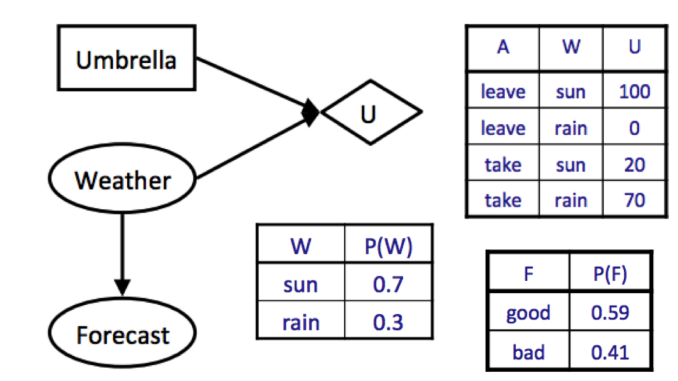 Umbrella
U
Weather
Forecast
A W U
leave sun 100
leave rain 0
take sun 20
take rain 70
W P(W)
sun 0.7
rain 0.3
F P(F)
good 0.59
bad 0.41